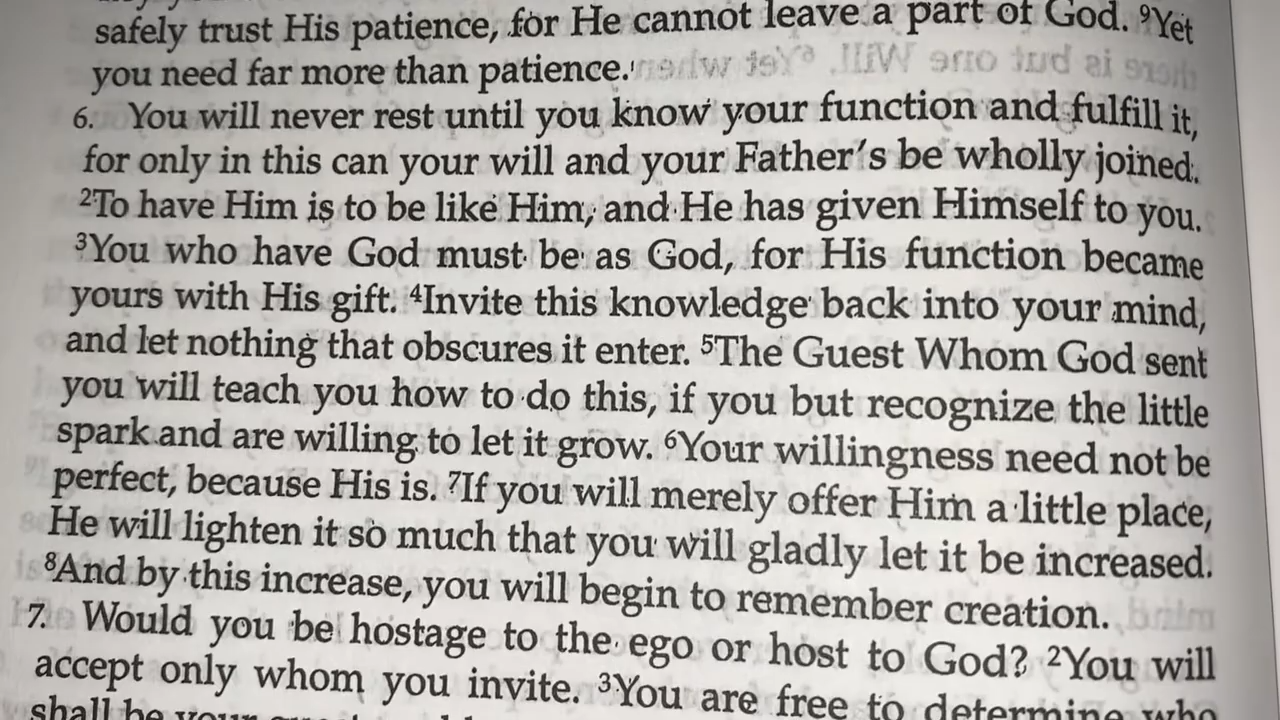 safely trust His patience, for He cannot leave a part of God. ⁹Yet
you need far more than patience.
6. You will never rest until you know your function and fulfill it,
for only in this can your will and your Father's be wholly joined.
²To have Him is to be like Him, and He has given Himself to you.
³You who have God must be as God, for His function became
yours with His gift. ⁴Invite this knowledge back into your mind,
and let nothing that obscures it enter. ⁵The Guest Whom God sent
you will teach you how to do this, if you but recognize the little
spark and are willing to let it grow. ⁶Your willingness need not be
perfect, because His is. ⁷If you will merely offer Him a little place,
He will lighten it so much that you will gladly let it be increased.
⁸And by this increase, you will begin to remember creation.
7. Would you be hostage to the ego or host to God? ²You will
accept only whom you invite. ³You are free to determine who
shall be your